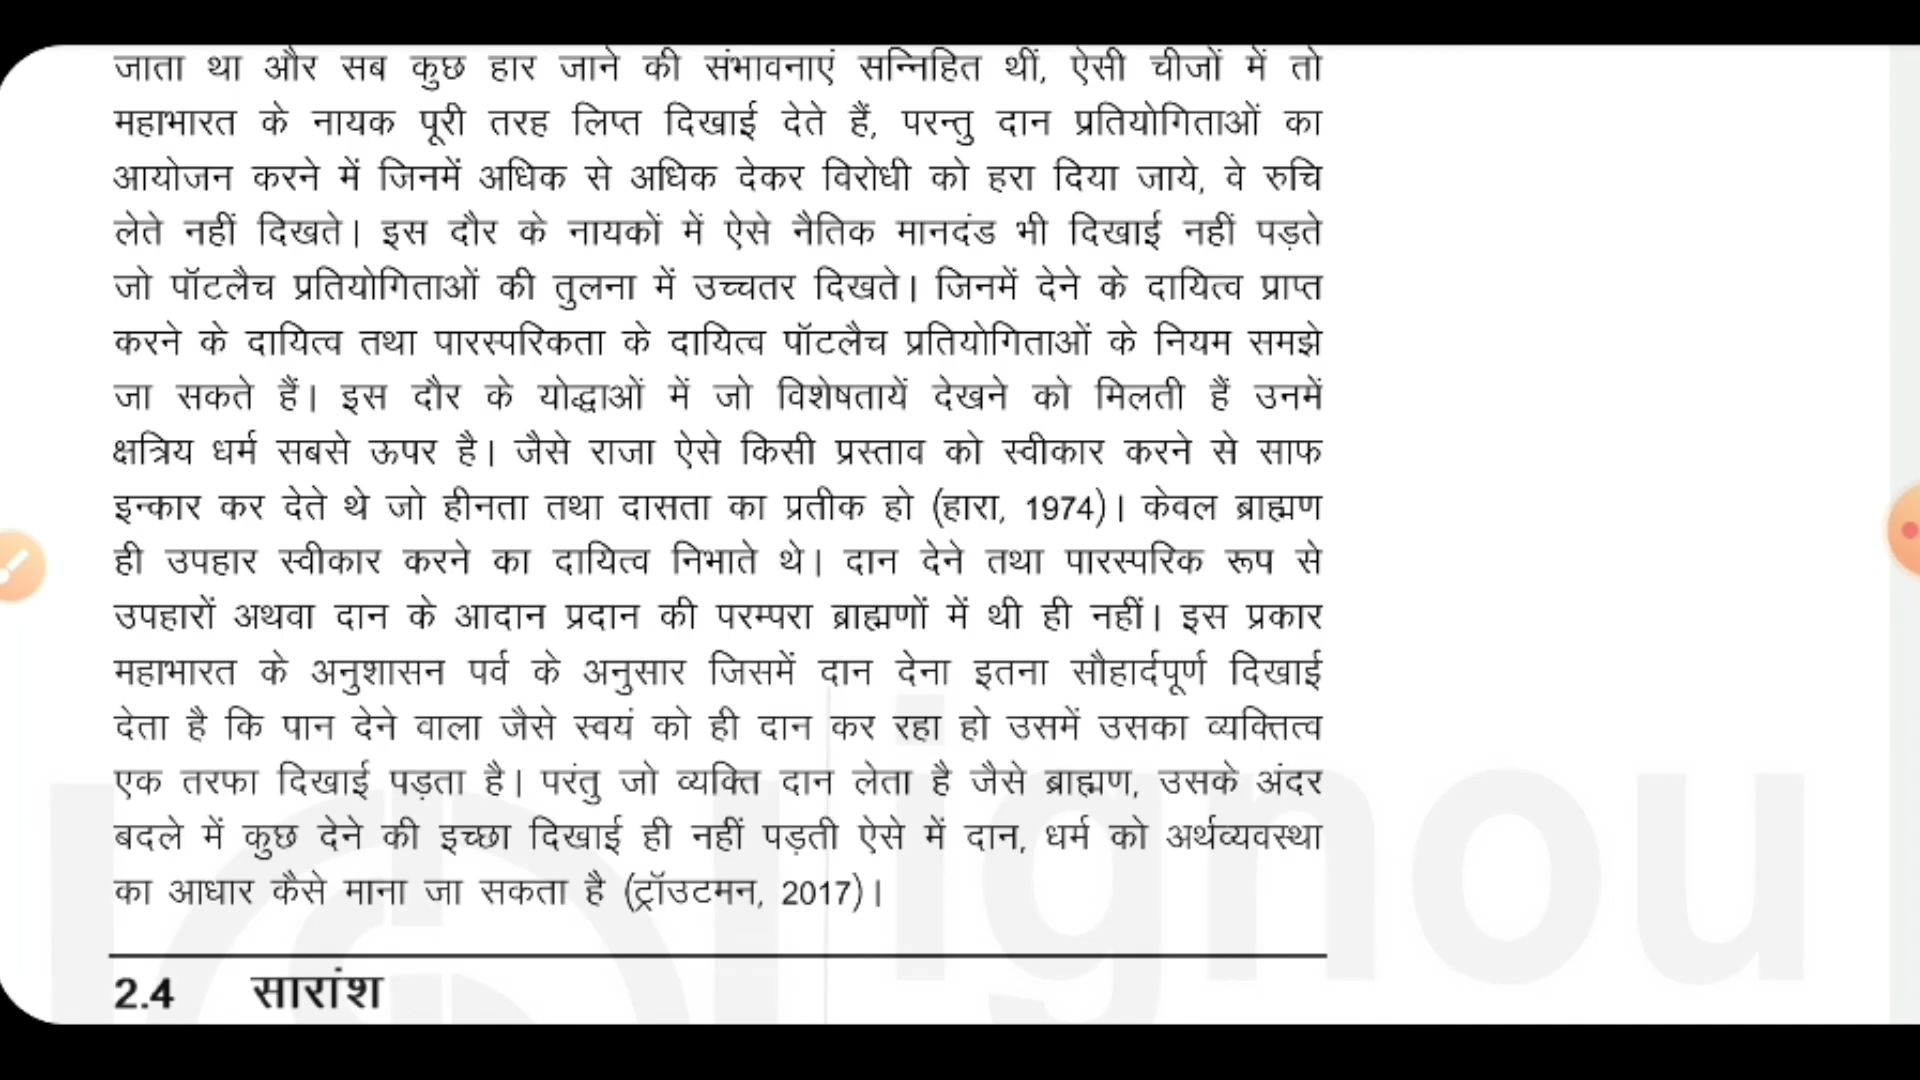 जाता था और सब कुछ हार जाने की संभावनाएं सन्निहित थीं, ऐसी चीजों में तो
महाभारत के नायक पूरी तरह लिप्त दिखाई देते हैं, परन्तु दान प्रतियोगिताओं का
आयोजन करने में जिनमें अधिक से अधिक देकर विरोधी को हरा दिया जाये, वे रुचि
लेते नहीं दिखते। इस दौर के नायकों में ऐसे नैतिक मानदंड भी दिखाई नहीं पड़ते
जो पॉटलैच प्रतियोगिताओं की तुलना में उच्चतर दिखते। जिनमें देने के दायित्व प्राप्त
करने के दायित्व तथा पारस्परिकता के दायित्व पॉटलैच प्रतियोगिताओं के नियम समझे
जा सकते हैं। इस दौर के योद्धाओं में जो विशेषतायें देखने को मिलती हैं उनमें
क्षत्रिय धर्म सबसे ऊपर है। जैसे राजा ऐसे किसी प्रस्ताव को स्वीकार करने से साफ
इन्कार कर देते थे जो हीनता तथा दासता का प्रतीक हो (हारा, 1974)। केवल ब्राह्मण
ही उपहार स्वीकार करने का दायित्व निभाते थे। दान देने तथा पारस्परिक रूप से
उपहारों अथवा दान के आदान प्रदान की परम्परा ब्राह्मणों में थी ही नहीं। इस प्रकार
महाभारत के अनुशासन पर्व के अनुसार जिसमें दान देना इतना सौहार्दपूर्ण दिखाई
देता है कि पान देने वाला जैसे स्वयं को ही दान कर रहा हो उसमें उसका व्यक्तित्व
एक तरफा दिखाई पड़ता है। परंतु जो व्यक्ति दान लेता है जैसे ब्राह्मण, उसके अंदर
बदले में कुछ देने की इच्छा दिखाई ही नहीं पड़ती ऐसे में दान, धर्म को अर्थव्यवस्था
का आधार कैसे माना जा सकता है (ट्रॉउटमन, 2017)।
2.4 सारांश
ignou